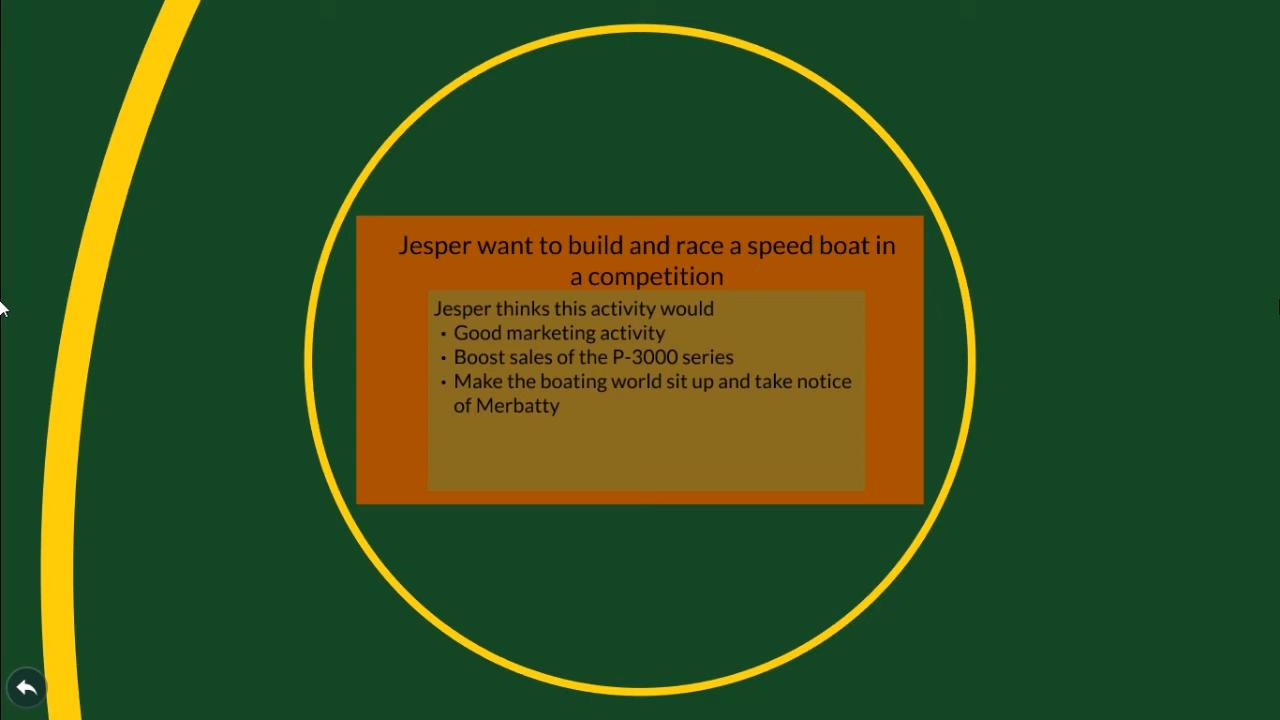 Jesper want to build and race a speed boat in
a competition
Jesper thinks this activity would
• Good marketing activity
• Boost sales of the P-3000 series
• Make the boating world sit up and take notice
of Merbatty